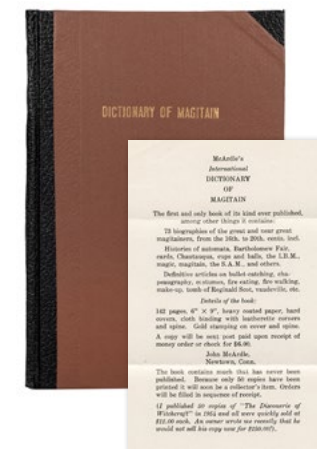 DICTIONARY OF MAGITAIN
McArdle's
International
DICTIONARY
OF
MAGITAIN
The first and only book of its kind ever published,
among other things it contains:
73 biographies of the great and near great
magitainers, from the 16th. to 20th. cents. incl.
Histories of automata, Bartholomew Fair,
cards, Chautauqua, cups and balls, the I.B.M.,
magic, magitain, the S.A.M., and others.
Definitive articles on bullet catching, cha-
peaugraphy, costumes, fire eating, fire-walking,
make-up, tomb of Reginald Scot, vaudeville, etc.
Details of the book:
142 pages, 6" X 9", heavy coated paper, hard
covers, cloth binding with leatherette corners
and spine. Gold stamping on cover and spine.
A copy will be sent post paid upon receipt of
money order or check for $6.00
John McArdle,
Newtown, Conn.
The book contains much that has never been
published. Because only 50 copies have been
printed it will soon be a collector's item. Orders
will be filled in sequence of receipt.
(I published 50 copies of "The Discoverie of
Witchcraft" in 1954 and all were quickly sold at
$15.00 each. An owner wrote me recently that he
would not sell his copy now for $250.00!).